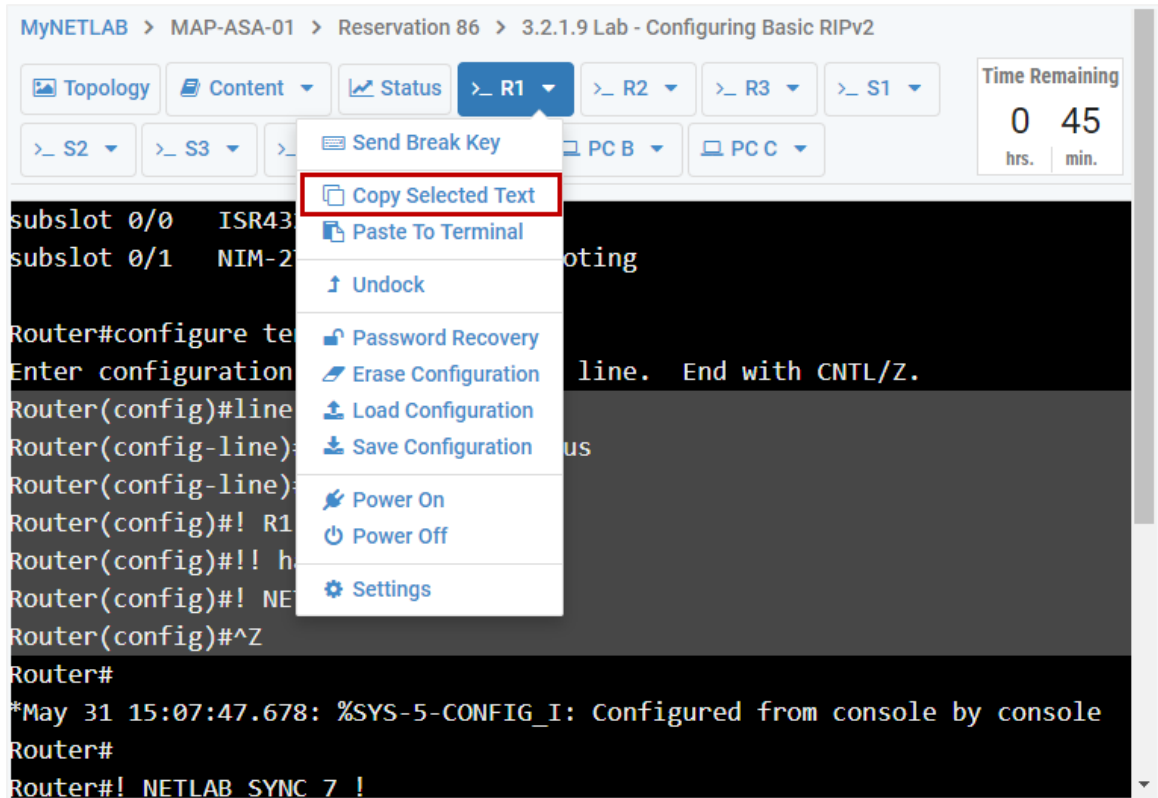 MyNETLAB > MAP-ASA-01 > Reservation 86 > 3.2.1.9 Lab - Configuring Basic RIPv2
Topology Content Status >_ R1 >_ R2 >_ R3 >_ S1
Time Remaining
0 45
hrs. min.
>_ S2 >_ S3 >_ PC B PC C
Send Break Key
Copy Selected Text
Paste To Terminal
Undock
Password Recovery
Erase Configuration
Load Configuration
Save Configuration
Power On
Power Off
Settings
subslot 0/0 ISR43
subslot 0/1 NIM-2 oting
Router#configure te
Enter configuration line. End with CNTL/Z.
Router(config)#line
Router(config-line) us
Router(config-line)
Router(config)#! R1
Router(config)#!! h
Router(config)#! NE
Router(config)#^Z
Router#
*May 31 15:07:47.678: %SYS-5-CONFIG_I: Configured from console by console
Router#
Router#! NETLAB SYNC 7 !